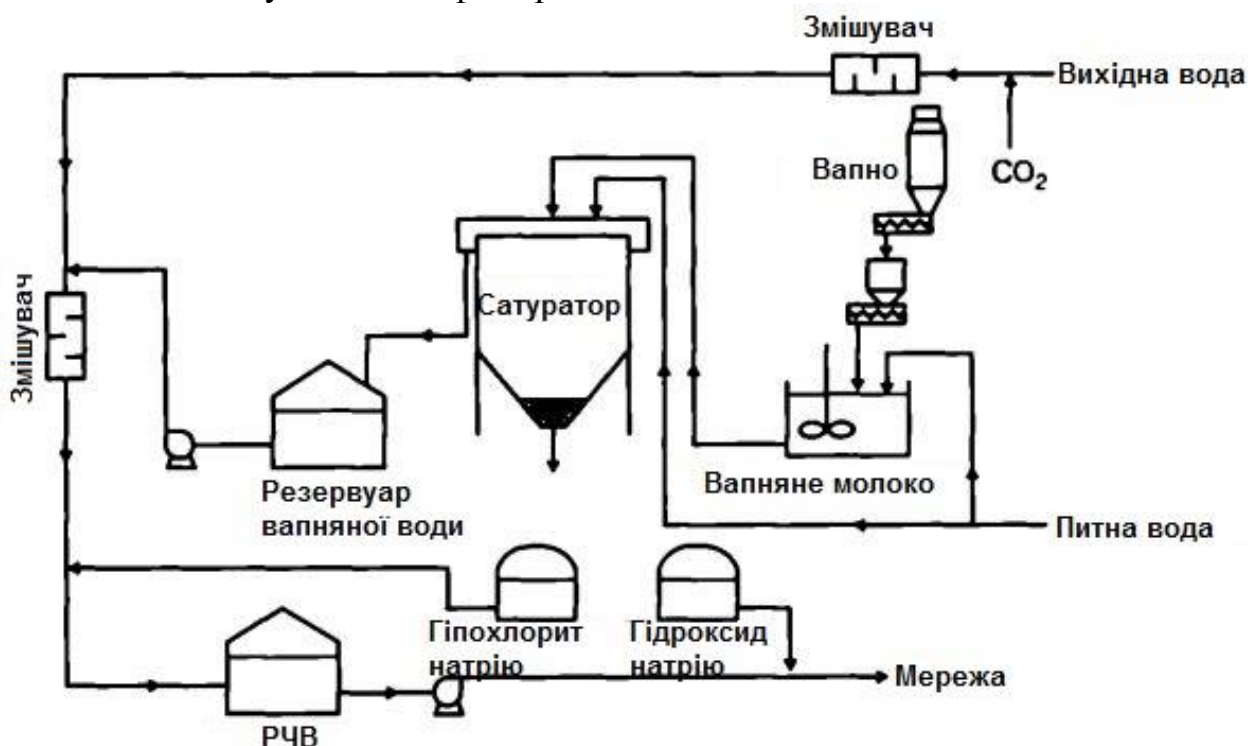 Змішувач
Вихідна вода
Вапно
CO₂
Сатуратор
Змішувач
Вапняне молоко
Резервуар
вапняної води
Питна вода
Гіпохлорит
натрію
Гідроксид
натрію
Мережа
РЧВ